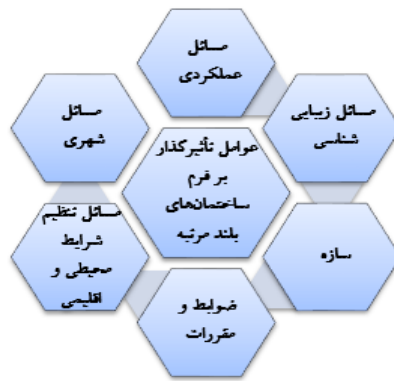 مسائل
عملکردی
مسائل زیبایی
شناسی
سازه
ضوابط و
مقررات
مسائل تنظیم
شرایط
محیطی و
اقلیمی
مسائل
شهری
عوامل تأثیرگذار
بر فرم
ساختمان‌های
بلند مرتبه